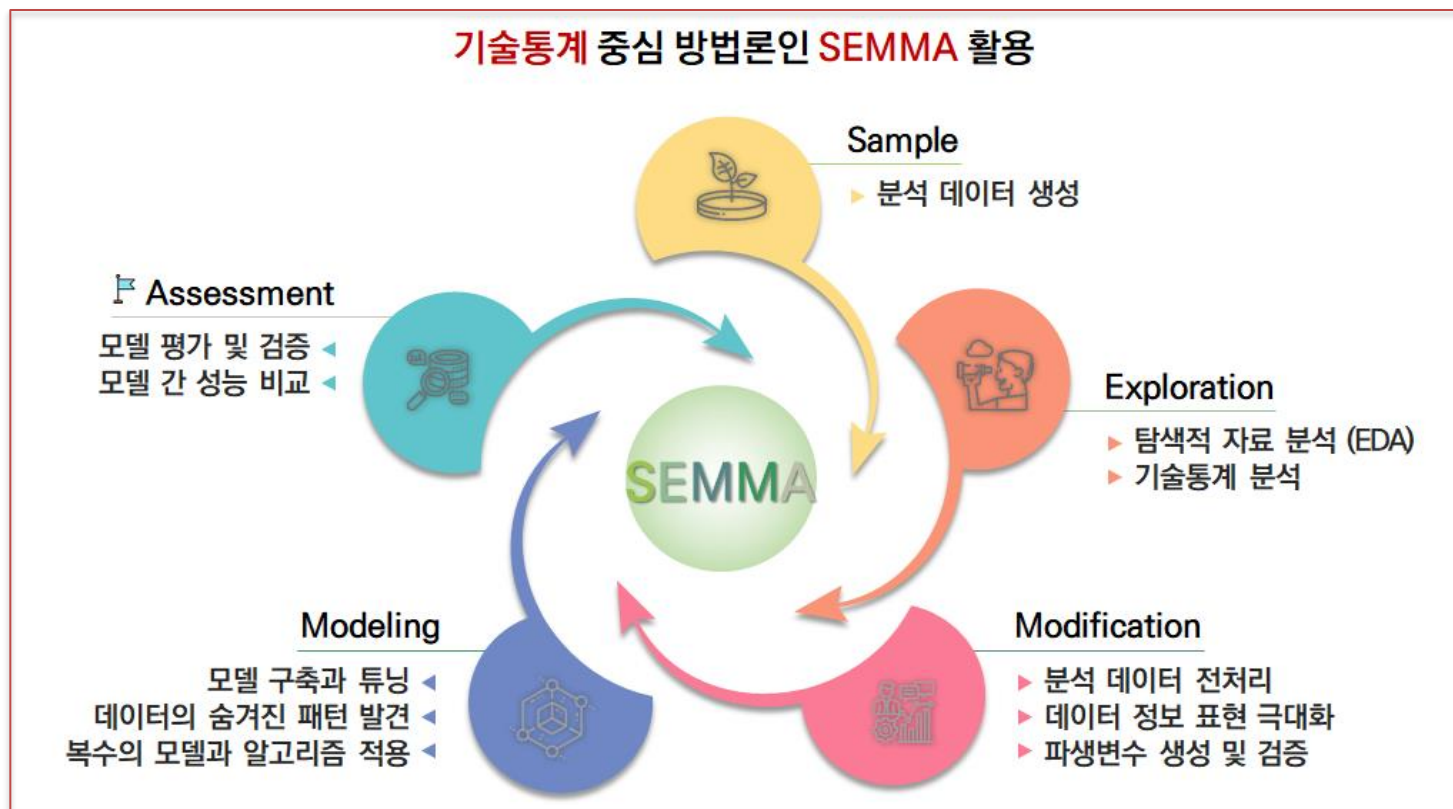 기술통계 중심 방법론인 SEMMA 활용
Sample
▶ 분석 데이터 생성
Exploration
▶ 탐색적 자료 분석 (EDA)
▶ 기술통계 분석
Modification
▶ 분석 데이터 전처리
▶ 데이터 정보 표현 극대화
▶ 파생변수 생성 및 검증
Modeling
모델 구축과 튜닝 ◀
데이터의 숨겨진 패턴 발견 ◀
복수의 모델과 알고리즘 적용 ◀
Assessment
모델 평가 및 검증 ◀
모델 간 성능 비교 ◀
SEMMA